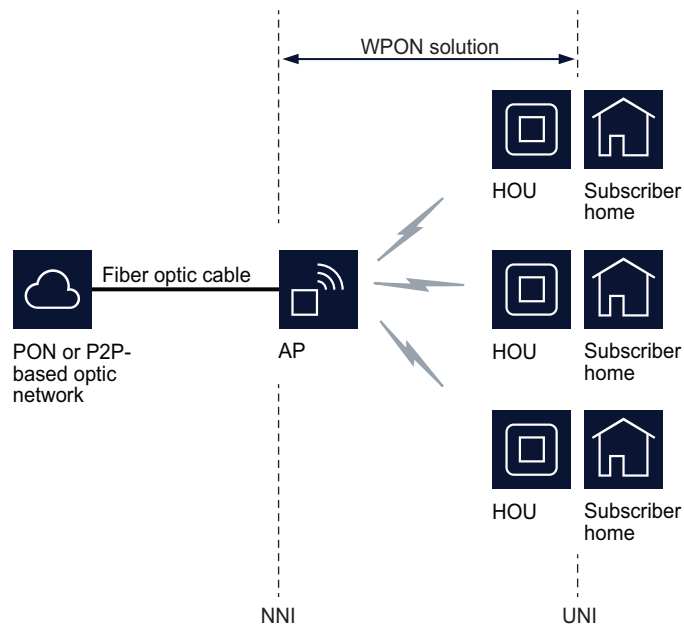 WPON solution
HOU
Subscriber
home
Fiber optic cable
PON or P2P-
based optic
network
AP
HOU
Subscriber
home
HOU
Subscriber
home
NNI
UNI